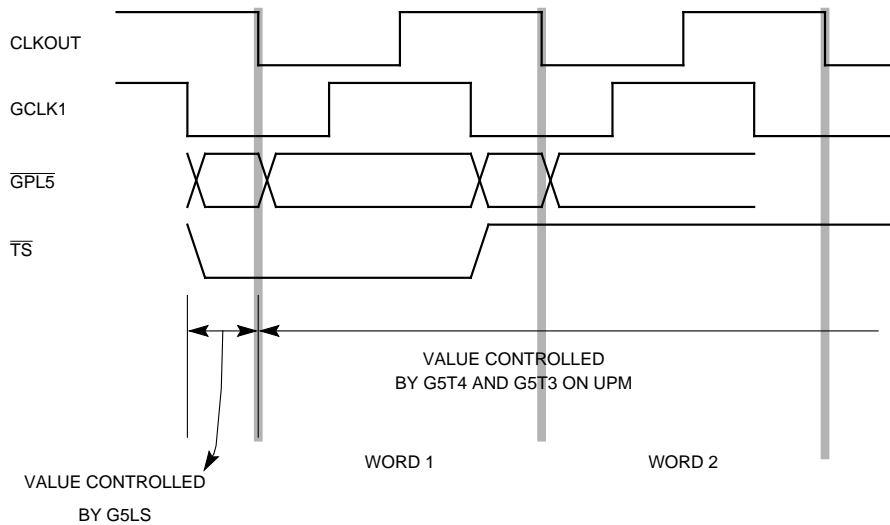 CLKOUT
GCLK1
GPL5
TS
VALUE CONTROLLED
BY G5T4 AND G5T3 ON UPM
WORD 1
WORD 2
VALUE CONTROLLED
BY G5LS